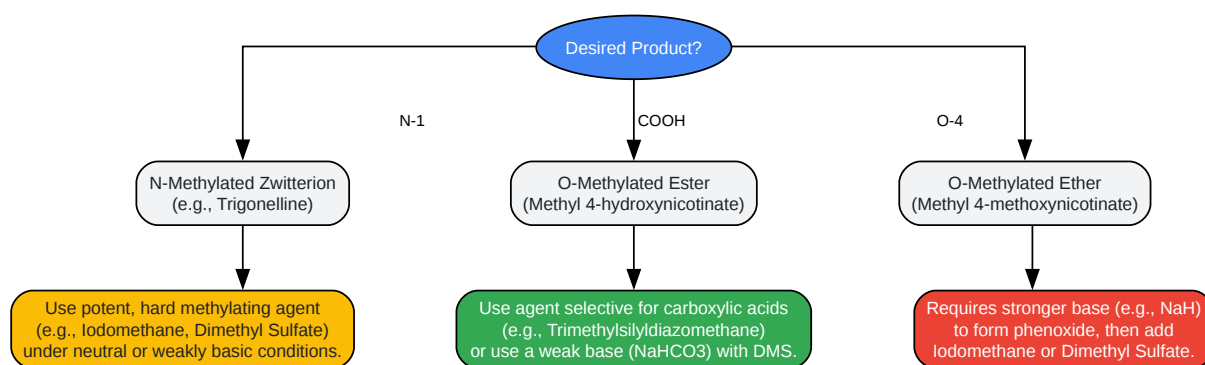 Desired Product?
N-1
COOH
O-4
N-Methylated Zwitterion
(e.g., Trigonelline)
O-Methylated Ester
(Methyl 4-hydroxynicotinate)
O-Methylated Ether
(Methyl 4-methoxynicotinate)
Use potent, hard methylating agent
(e.g., Iodomethane, Dimethyl Sulfate)
under neutral or weakly basic conditions.
Use agent selective for carboxylic acids
(e.g., Trimethylsilyldiazomethane)
or use a weak base (NaHCO3) with DMS.
Requires stronger base (e.g., NaH)
to form phenoxide, then add
Iodomethane or Dimethyl Sulfate.